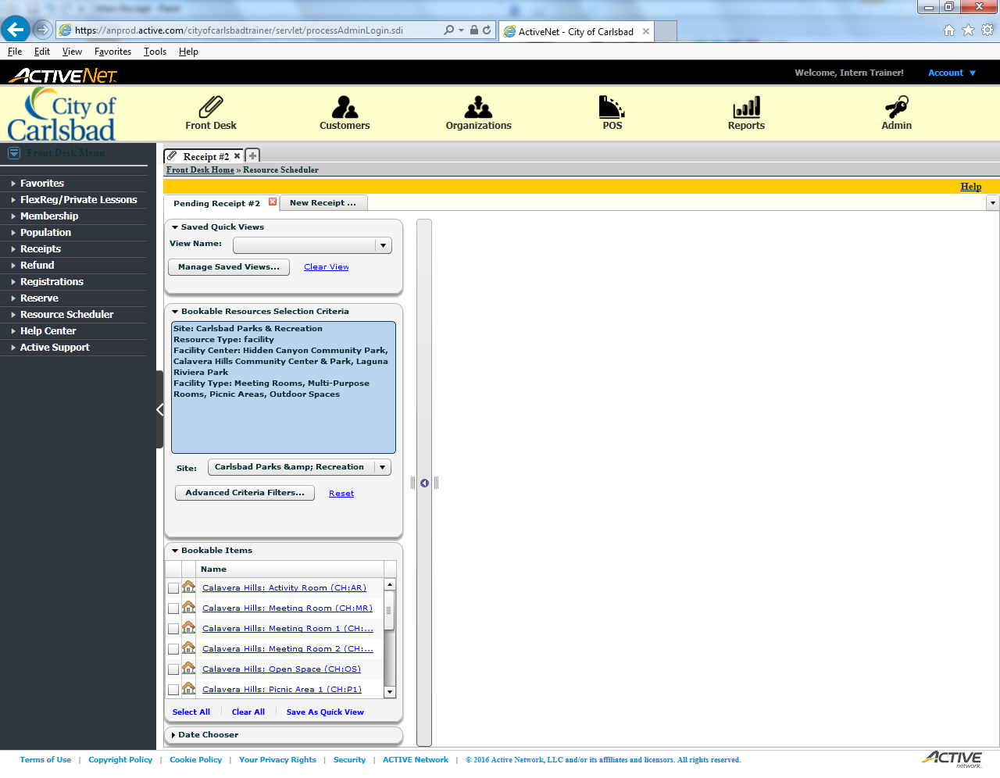 https://anprod.active.com/cityofcarlsbadtrainer/servlet/processAdminLogin.sdi
ActiveNet - City of Carlsbad
File Edit View Favorites Tools Help
ACTIVENET
Welcome, Intern Trainer! Account
City of Carlsbad
Front Desk Customers Organizations POS Reports Admin
Front Desk Menu
Favorites
FlexReg/Private Lessons
Membership
Population
Receipts
Refund
Registrations
Reserve
Resource Scheduler
Help Center
Active Support
Receipt #2
Front Desk Home » Resource Scheduler
Help
Pending Receipt #2 New Receipt ...
Saved Quick Views
View Name:
Manage Saved Views... Clear View
Bookable Resources Selection Criteria
Site: Carlsbad Parks & Recreation
Resource Type: facility
Facility Center: Hidden Canyon Community Park,
Calavera Hills Community Center & Park, Laguna
Riviera Park
Facility Type: Meeting Rooms, Multi-Purpose
Rooms, Picnic Areas, Outdoor Spaces
Site: Carlsbad Parks &amp; Recreation
Advanced Criteria Filters... Reset
Bookable Items
Name
Calavera Hills: Activity Room (CH:AR)
Calavera Hills: Meeting Room (CH:MR)
Calavera Hills: Meeting Room 1 (CH:...
Calavera Hills: Meeting Room 2 (CH:...
Calavera Hills: Open Space (CH:OS)
Calavera Hills: Picnic Area 1 (CH:P1)
Select All Clear All Save As Quick View
Date Chooser
Terms of Use | Copyright Policy | Cookie Policy | Your Privacy Rights | Security | ACTIVE Network | © 2016 Active Network, LLC and/or its affiliates and licensors. All rights reserved.
ACTIVE network